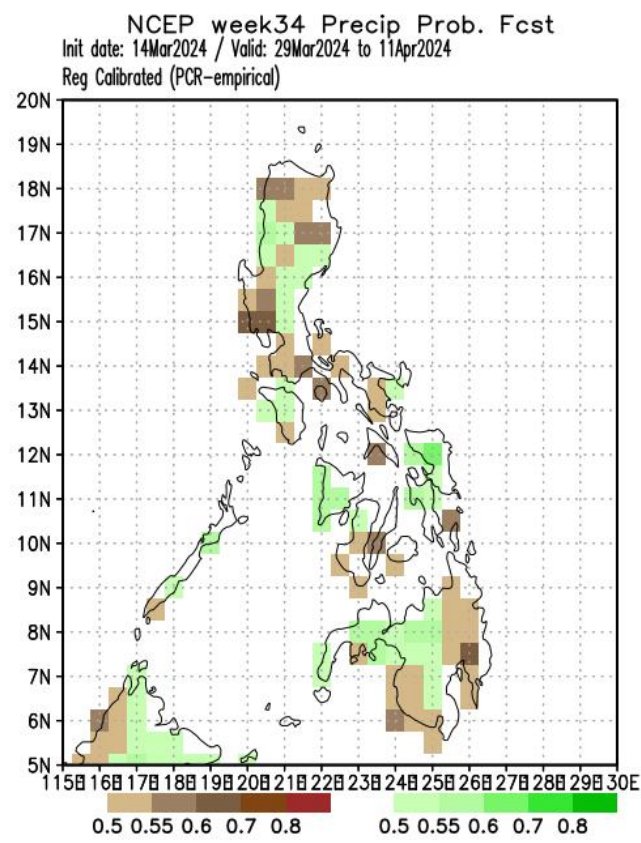 NCEP week34 Precip Prob. Fcst
Init date: 14Mar2024 / Valid: 29Mar2024 to 11Apr2024
Reg Calibrated (PCR-empirical)
20N
19N
18N
17N
16N
15N
14N
13N
12N
11N
10N
9N
8N
7N
6N
5N
115E 116E 117E 118E 119E 120E 121E 122E 123E 124E 125E 126E 127E 128E 129E 130E
0.5 0.55 0.6 0.7 0.8 0.5 0.55 0.6 0.7 0.8